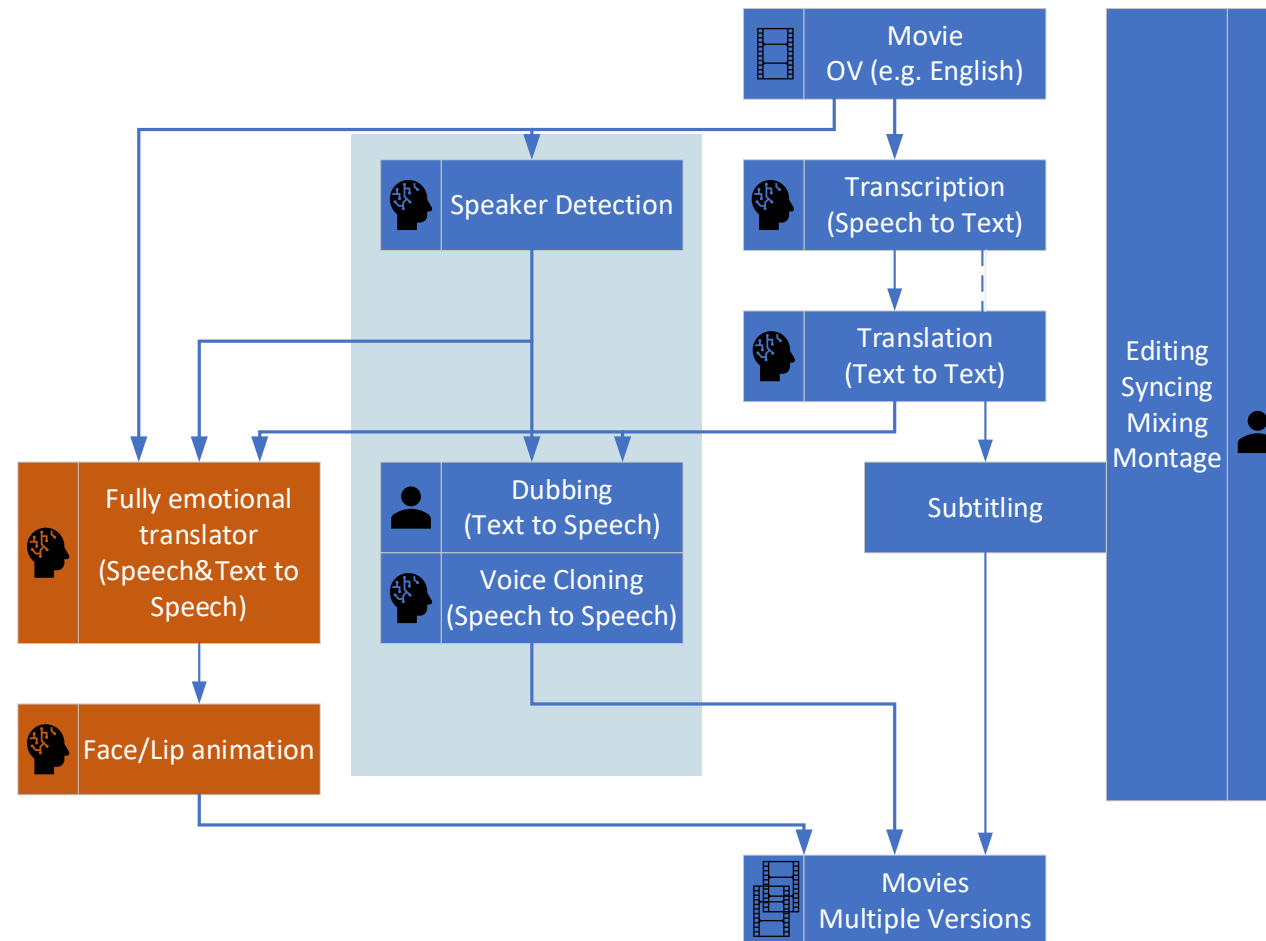 Movie
OV (e.g. English)
Speaker Detection
Transcription
(Speech to Text)
Translation
(Text to Text)
Editing
Syncing
Mixing
Montage
Fully emotional
translator
(Speech&Text to
Speech)
Dubbing
(Text to Speech)
Voice Cloning
(Speech to Speech)
Subtitling
Face/Lip animation
Movies
Multiple Versions